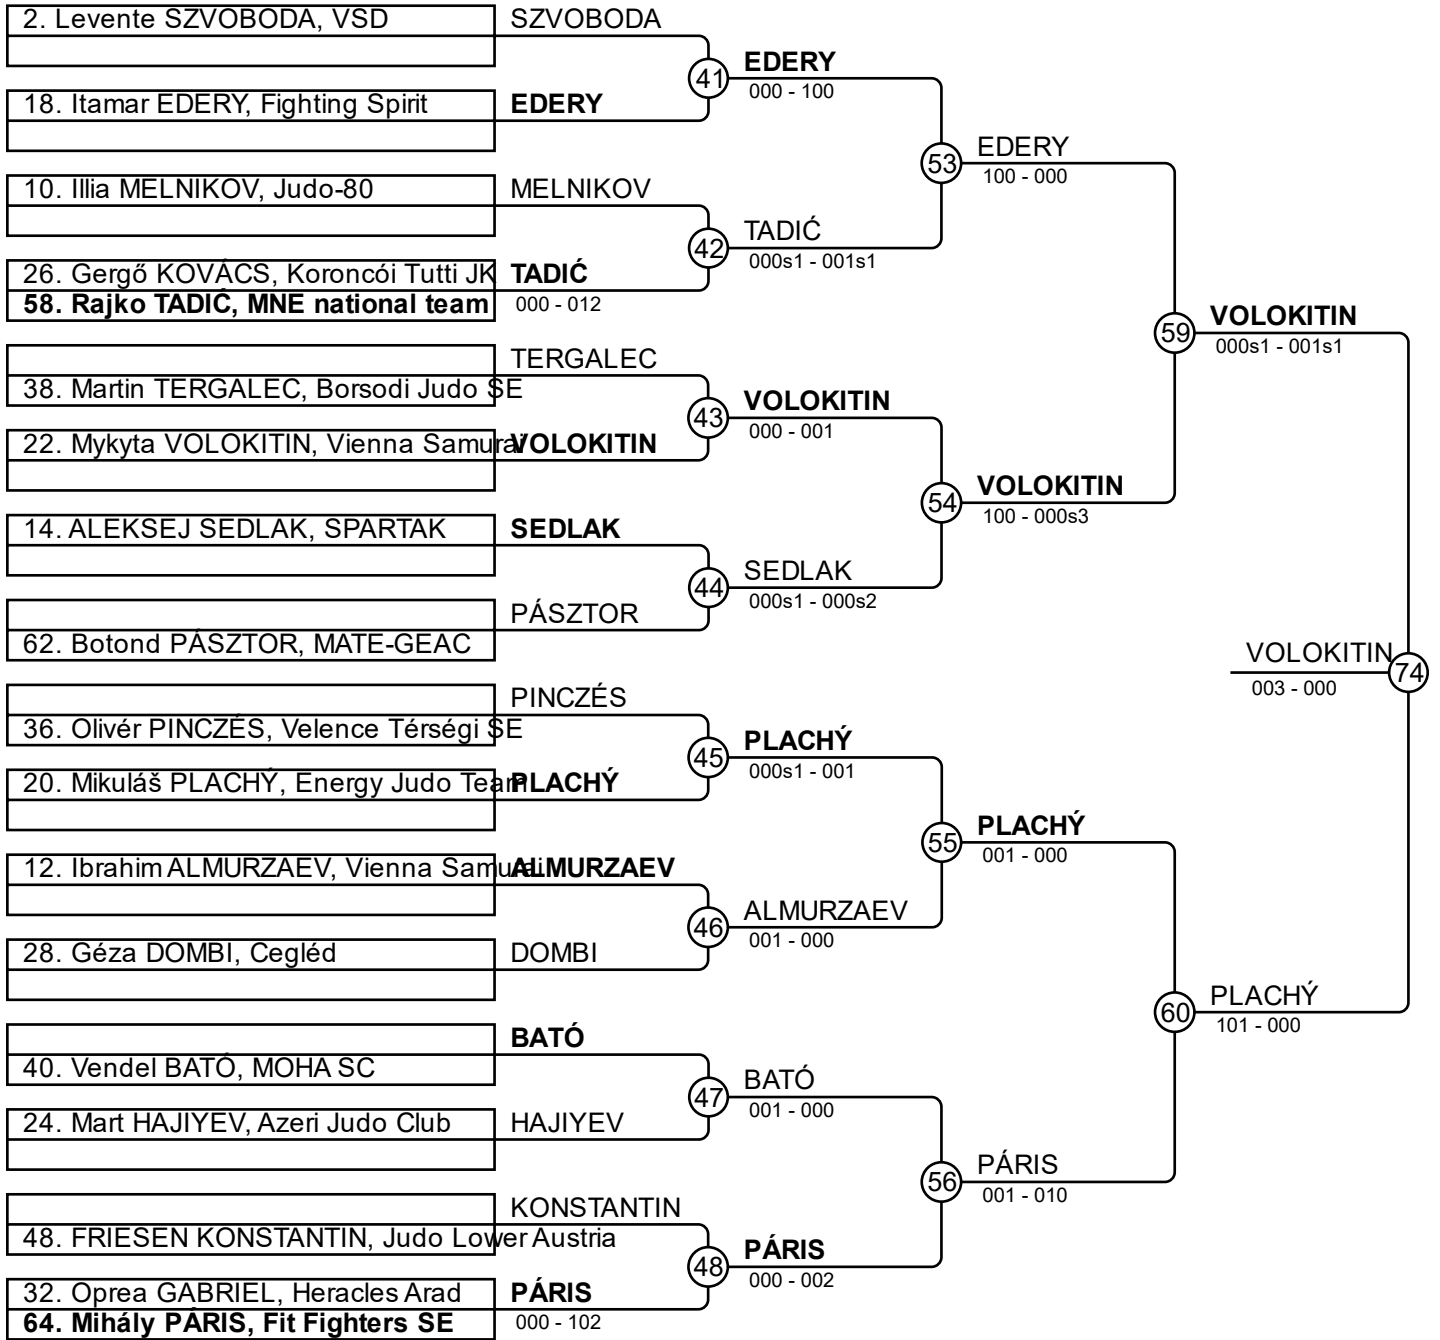 2. Levente SZVOBODA, VSD
SZVOBODA
41
EDERY
000 - 100
18. Itamar EDERY, Fighting Spirit
EDERY
53
EDERY
100 - 000
10. Illia MELNIKOV, Judo-80
MELNIKOV
42
TADIĆ
000s1 - 001s1
26. Gergő KOVÁCS, Koroncói Tutti JK
58. Rajko TADIĆ, MNE national team
TADIĆ
000 - 012
59
VOLOKITIN
000s1 - 001s1
TERGALEC
38. Martin TERGALEC, Borsodi Judo SE
43
VOLOKITIN
000 - 001
22. Mykyta VOLOKITIN, Vienna Samurai
VOLOKITIN
54
VOLOKITIN
100 - 000s3
14. ALEKSEJ SEDLAK, SPARTAK
SEDLAK
44
SEDLAK
000s1 - 000s2
PÁSZTOR
62. Botond PÁSZTOR, MATE-GEAC
VOLOKITIN
74
003 - 000
PINCZÉS
36. Olivér PINCZÉS, Velence Térségi SE
45
PLACHÝ
000s1 - 001
20. Mikuláš PLACHÝ, Energy Judo Team
PLACHÝ
55
PLACHÝ
001 - 000
12. Ibrahim ALMURZAEV, Vienna Samurai
ALMURZAEV
46
ALMURZAEV
001 - 000
28. Géza DOMBI, Cegléd
DOMBI
60
PLACHÝ
101 - 000
BATÓ
40. Vendel BATÓ, MOHA SC
47
BATÓ
001 - 000
24. Mart HAJIYEV, Azeri Judo Club
HAJIYEV
56
PÁRIS
001 - 010
KONSTANTIN
48. FRIESEN KONSTANTIN, Judo Lower Austria
48
PÁRIS
000 - 002
32. Oprea GABRIEL, Heracles Arad
64. Mihály PÁRIS, Fit Fighters SE
PÁRIS
000 - 102